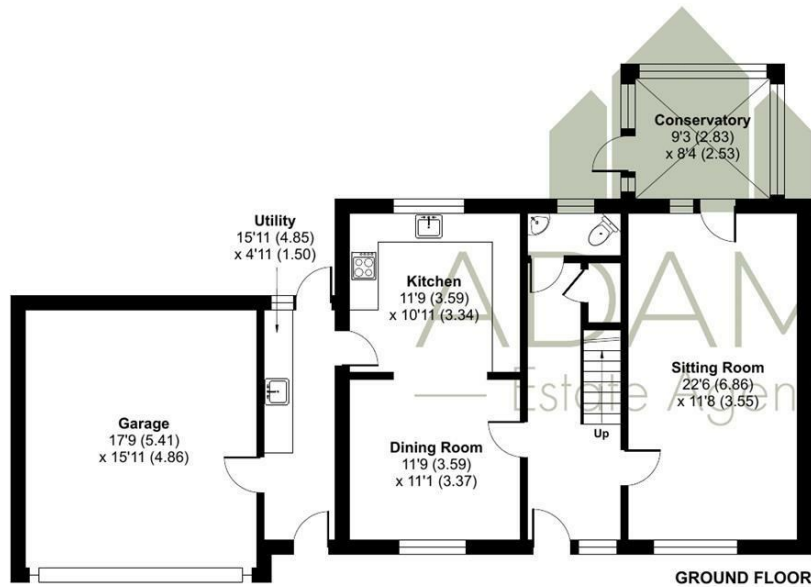 Conservatory
9'3 (2.83)
x 8'4 (2.53)
Utility
15'11 (4.85)
x 4'11 (1.50)
Kitchen
11'9 (3.59)
x 10'11 (3.34)
ADAM
Estate Agen
Sitting Room
22'6 (6.86)
x 11'8 (3.55)
Garage
17'9 (5.41)
x 15'11 (4.86)
Dining Room
11'9 (3.59)
x 11'1 (3.37)
Up
GROUND FLOOR